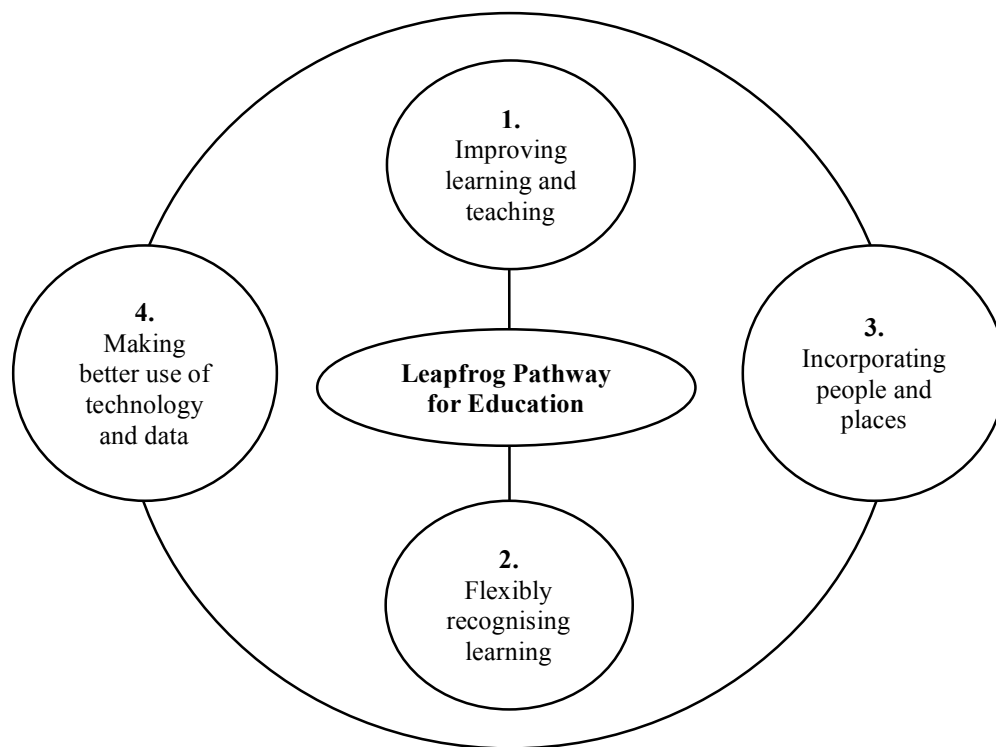 1.
Improving
learning and
teaching
4.
Making
better use of
technology
and data
Leapfrog Pathway
for Education
3.
Incorporating
people and
places
2.
Flexibly
recognising
learning